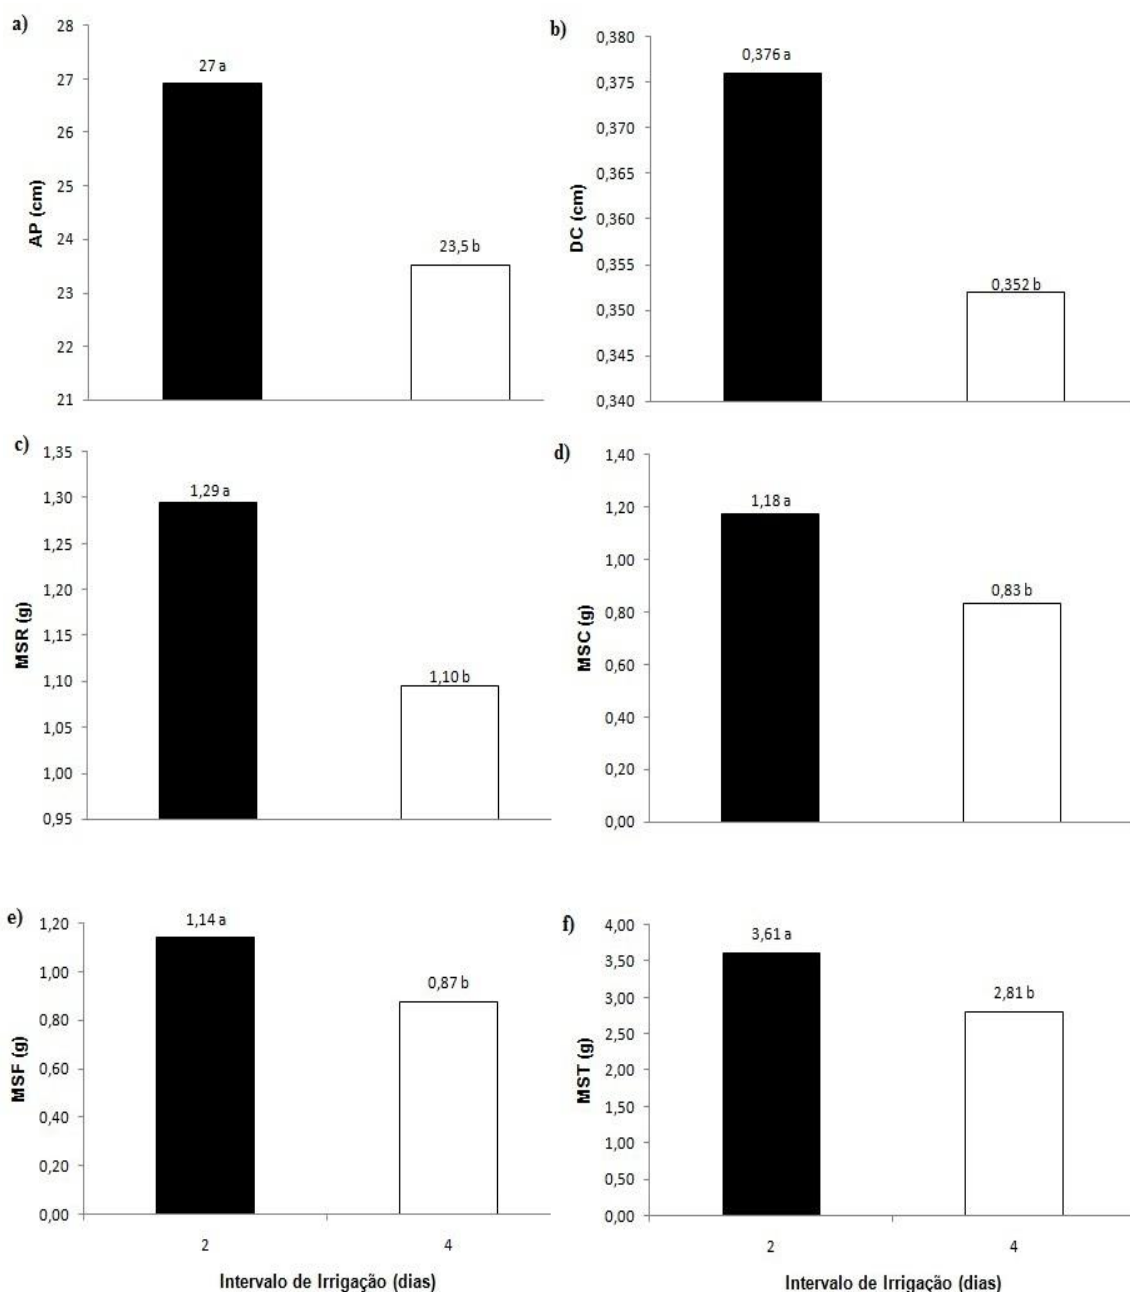 a)
28
27
26
25
24
23
22
21
AP (cm)
27 a
23,5 b
b)
0,380
0,375
0,370
0,365
0,360
0,355
0,350
0,345
0,340
DC (cm)
0,376 a
0,352 b
c)
1,35
1,30
1,25
1,20
1,15
1,10
1,05
1,00
0,95
MSR (g)
1,29 a
1,10 b
d)
1,40
1,20
1,00
0,80
0,60
0,40
0,20
0,00
MSC (g)
1,18 a
0,83 b
e)
1,20
1,00
0,80
0,60
0,40
0,20
0,00
MSF (g)
1,14 a
0,87 b
2
4
Intervalo de Irrigação (dias)
f)
4,00
3,50
3,00
2,50
2,00
1,50
1,00
0,50
0,00
MST (g)
3,61 a
2,81 b
2
4
Intervalo de Irrigação (dias)